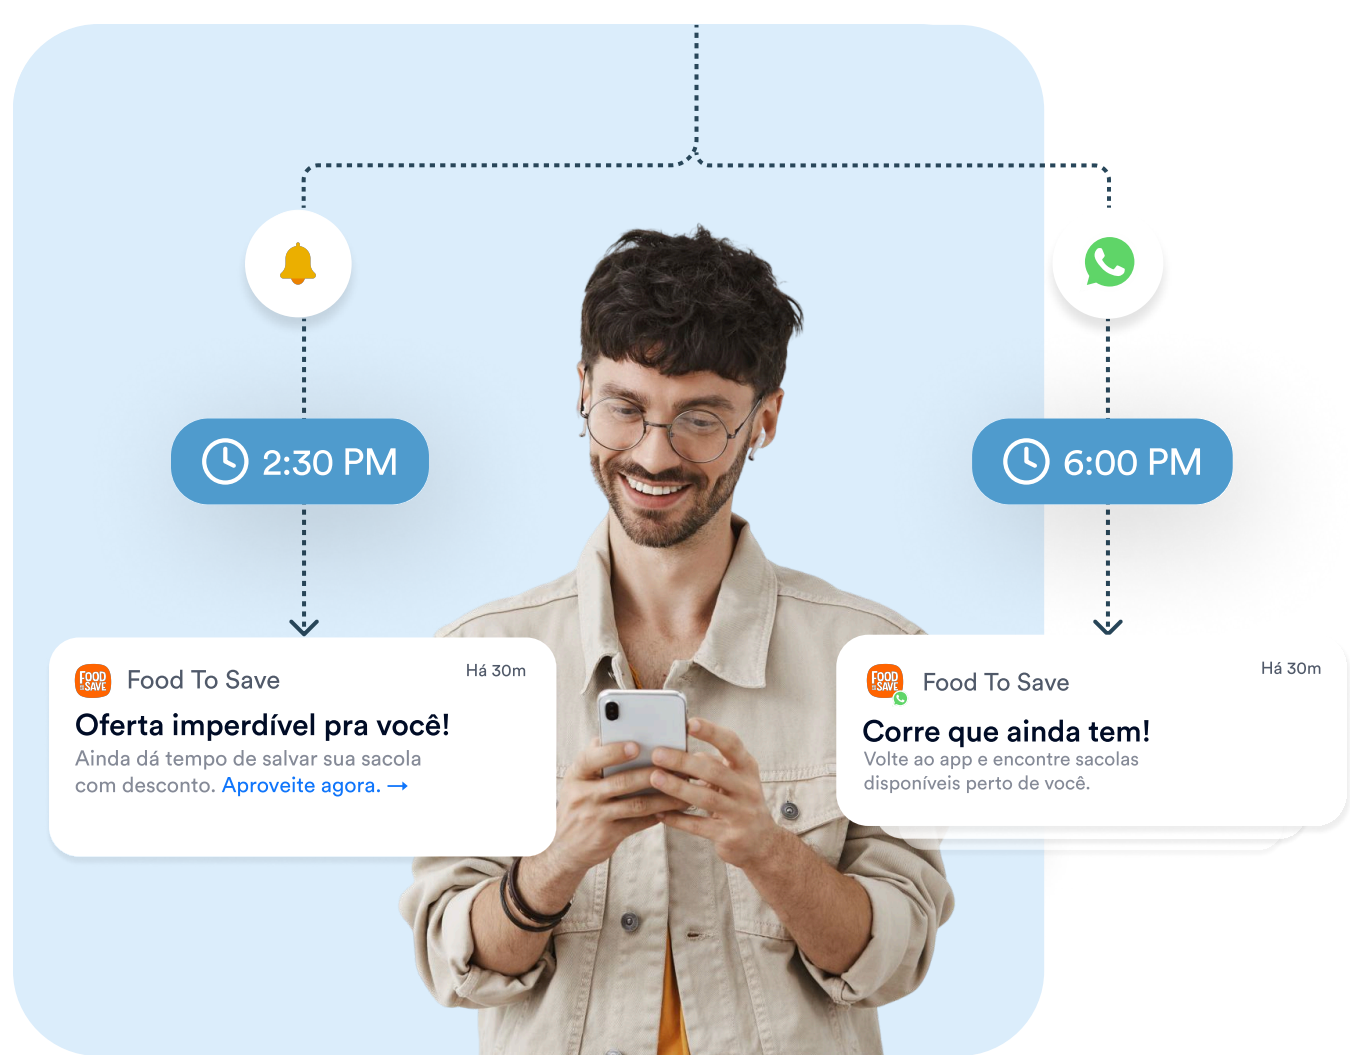 2:30 PM
6:00 PM
FOOD TO SAVE
Food To Save
Há 30m
Oferta imperdível pra você!
Ainda dá tempo de salvar sua sacola
com desconto. Aproveite agora. →
FOOD TO SAVE
Food To Save
Há 30m
Corre que ainda tem!
Volte ao app e encontre sacolas
disponíveis perto de você.